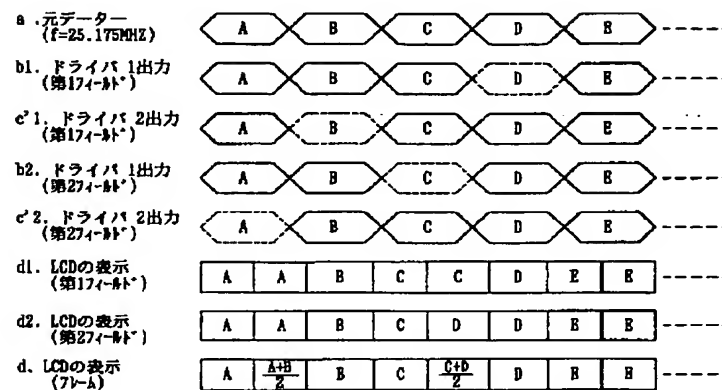 a.元データー A B C D E
(f=25.175MHZ)
b1. ドライバ 1出力 A B C D E
(第1フィールド)
c'1. ドライバ 2出力 A B C D E
(第1フィールド)
b2. ドライバ 1出力 A B C D E
(第2フィールド)
c'2. ドライバ 2出力 A B C D E
(第2フィールド)
d1. LCDの表示 A A B C C D E E
(第1フィールド)
d2. LCDの表示 A A B C D D E E
(第2フィールド)
d. LCDの表示 A A+B/2 B C C+D/2 D E E
(フレーム)